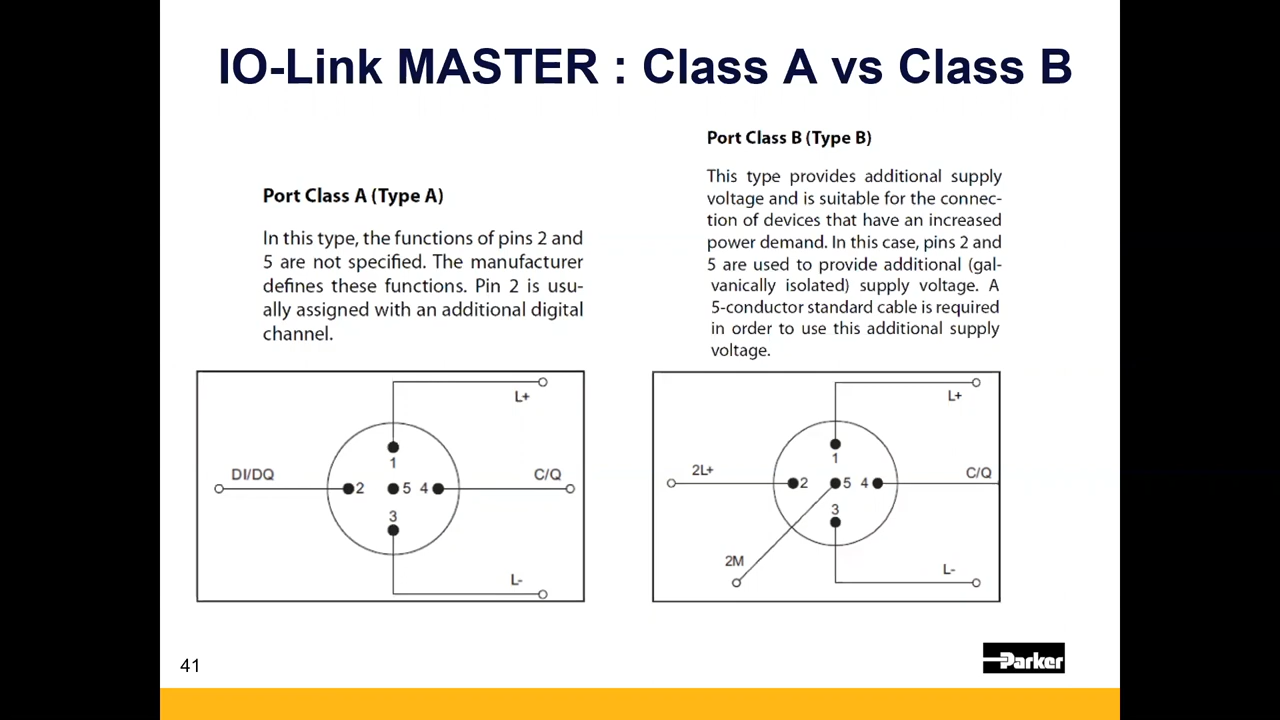 IO-Link MASTER : Class A vs Class B
Port Class A (Type A)
In this type, the functions of pins 2 and
5 are not specified. The manufacturer
defines these functions. Pin 2 is usu-
ally assigned with an additional digital
channel.
L+
DI/DQ
C/Q
1
2
5
4
3
L-
Port Class B (Type B)
This type provides additional supply
voltage and is suitable for the connec-
tion of devices that have an increased
power demand. In this case, pins 2 and
5 are used to provide additional (gal-
vanically isolated) supply voltage. A
5-conductor standard cable is required
in order to use this additional supply
voltage.
L+
2L+
C/Q
1
2
5
4
3
2M
L-
41
Parker